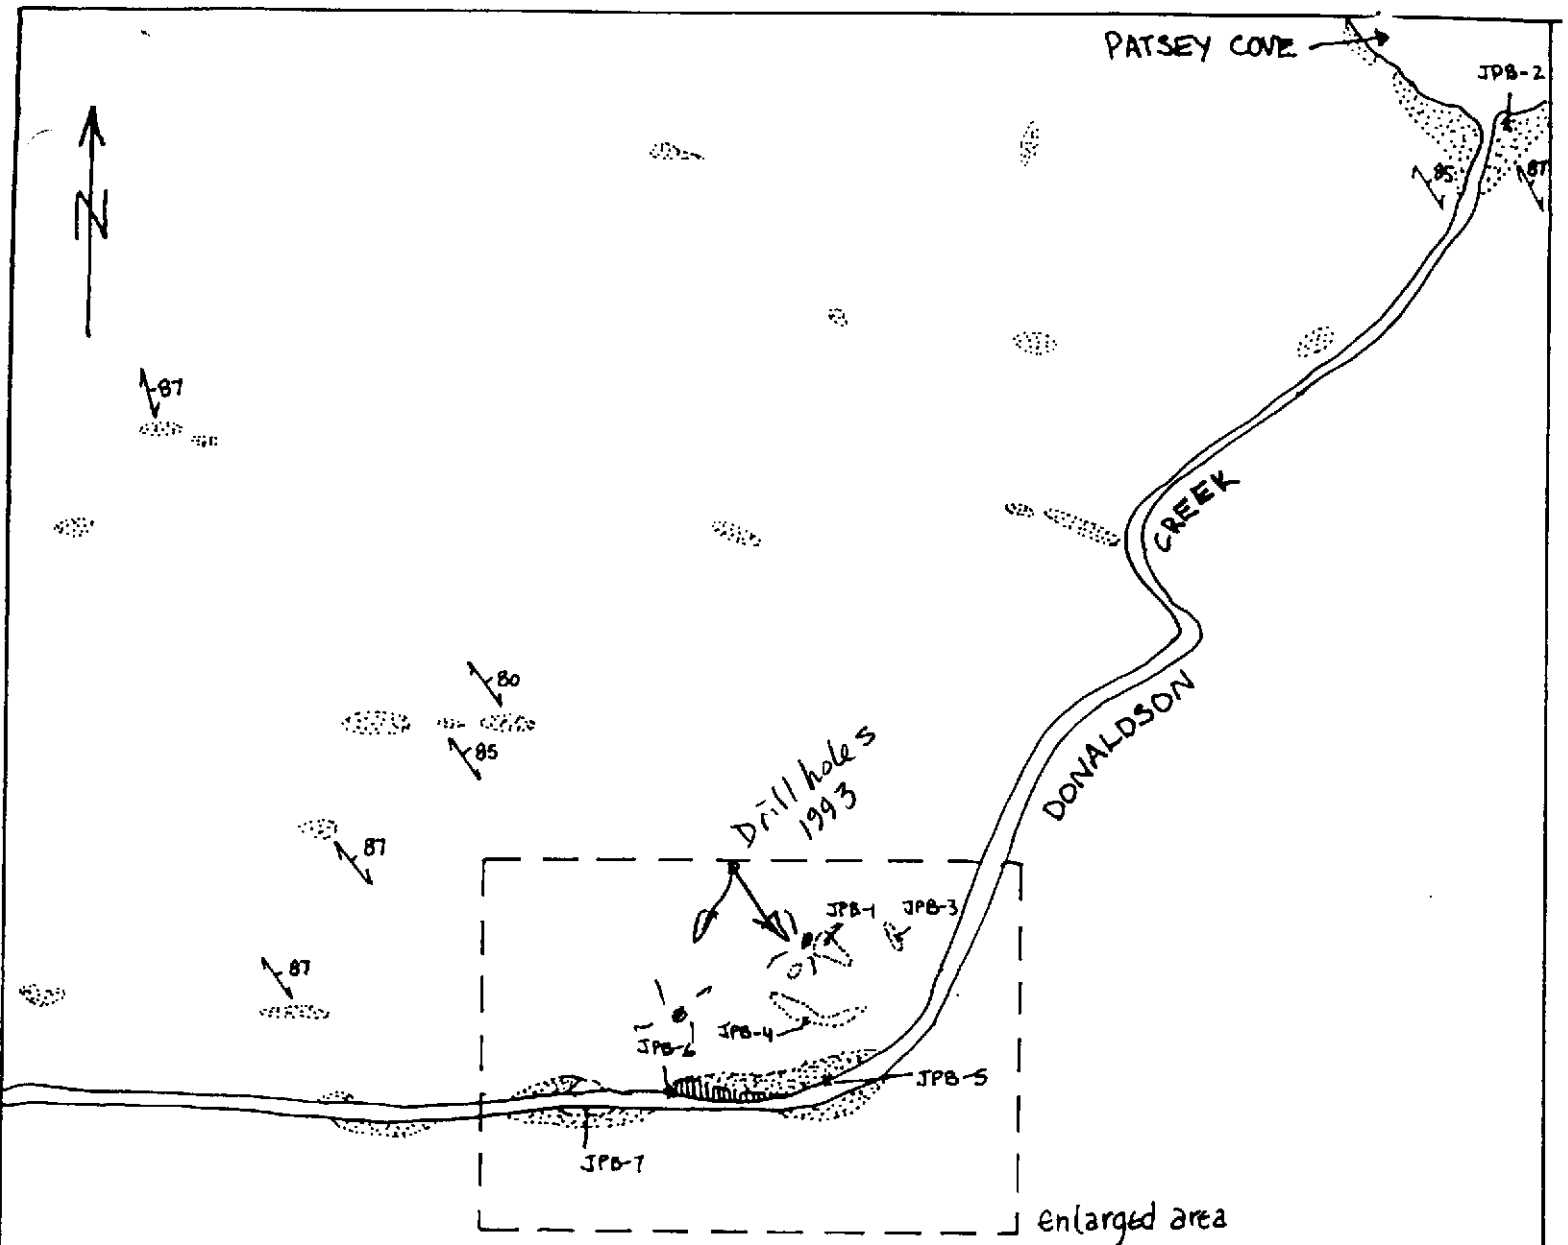 PATSEY COVE
JPB-2
N
85
87
87
CREEK
80
85
DONALDSON
Drill holes
1993
87
JPB-1
JPB-3
87
JPB-4
JPB-6
JPB-5
JPB-7
enlarged area